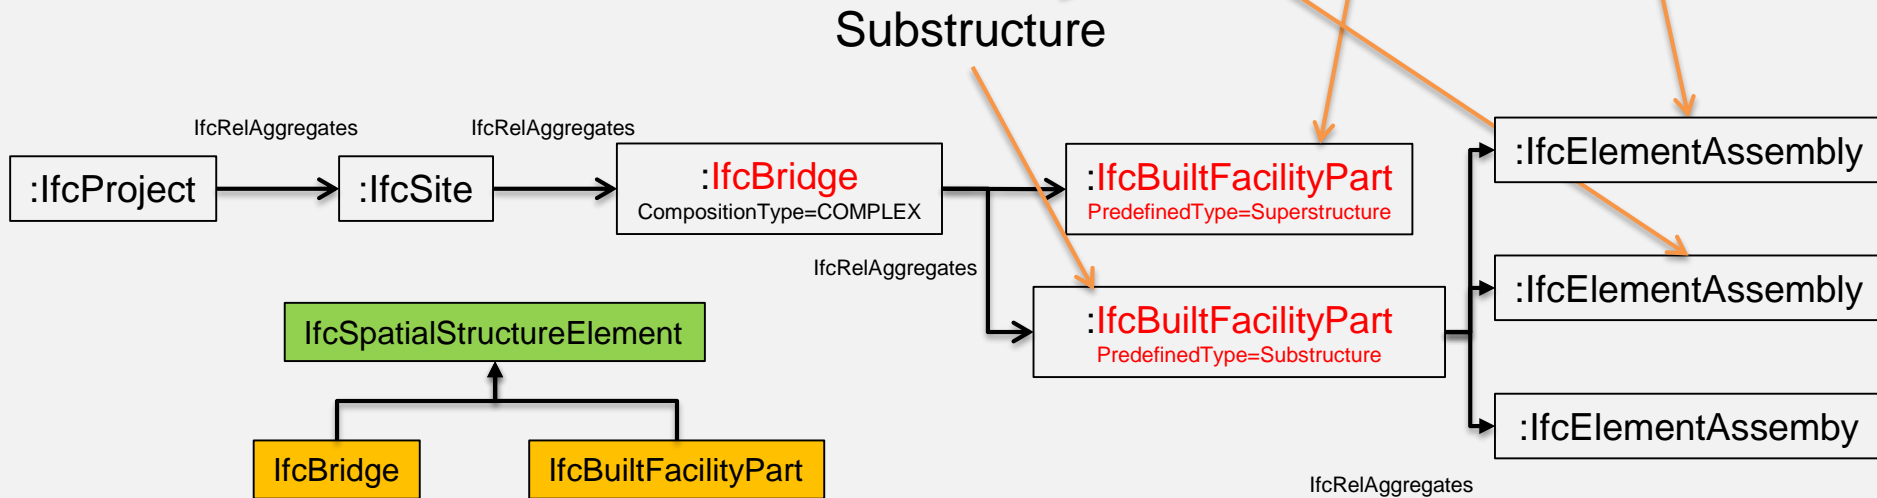 Substructure
IfcRelAggregates
IfcRelAggregates
:IfcProject
:IfcSite
:IfcBridge
CompositionType=COMPLEX
:IfcBuiltFacilityPart
PredefinedType=Superstructure
:IfcElementAssembly
IfcRelAggregates
:IfcBuiltFacilityPart
PredefinedType=Substructure
:IfcElementAssembly
IfcSpatialStructureElement
:IfcElementAssemby
IfcBridge
IfcBuiltFacilityPart
IfcRelAggregates